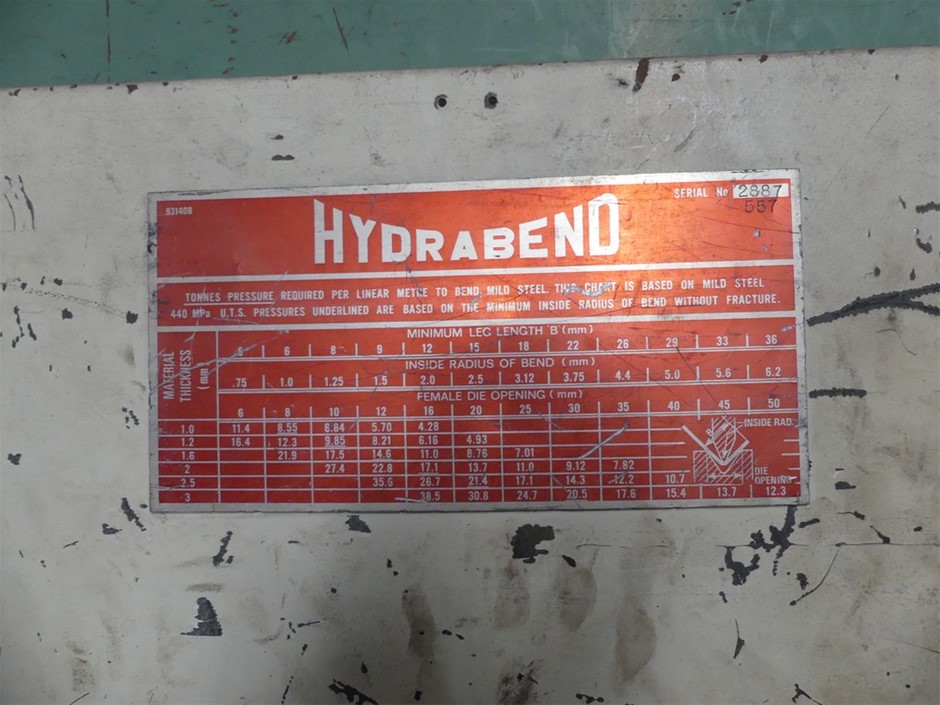 B31408
HYDRABEND
SERIAL No 2887
557
TONNES PRESSURE REQUIRED PER LINEAR METRE TO BEND MILD STEEL. THIS CHART IS BASED ON MILD STEEL
440 MPa U.T.S. PRESSURES UNDERLINED ARE BASED ON THE MINIMUM INSIDE RADIUS OF BEND WITHOUT FRACTURE.
MATERIAL THICKNESS (mm)
MINIMUM LEG LENGTH 'B' (mm)
5 6 8 9 12 15 18 22 26 29 33 36
INSIDE RADIUS OF BEND (mm)
.75 1.0 1.25 1.5 2.0 2.5 3.12 3.75 4.4 5.0 5.6 6.2
FEMALE DIE OPENING (mm)
6 8 10 12 16 20 25 30 35 40 45 50
1.0 11.4 8.55 6.84 5.70 4.28
1.2 16.4 12.3 9.85 8.21 6.16 4.93
1.6 21.9 17.5 14.6 11.0 8.76 7.01
2 27.4 22.8 17.1 13.7 11.0 9.12 7.82
2.5 35.6 26.7 21.4 17.1 14.3 12.2 10.7
3 38.5 30.8 24.7 20.5 17.6 15.4 13.7 12.3
INSIDE RAD.
DIE
OPENING